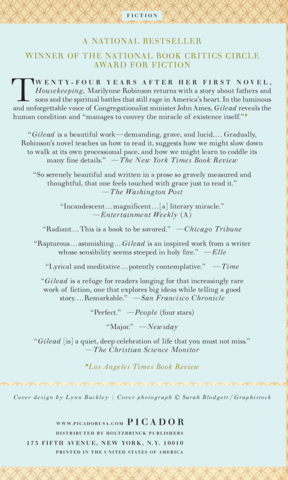 FICTION
A NATIONAL BESTSELLER
WINNER OF THE NATIONAL BOOK CRITICS CIRCLE
AWARD FOR FICTION
TWENTY-FOUR YEARS AFTER HER FIRST NOVEL,
Housekeeping, Marilynne Robinson returns with a story about fathers and
sons and the spiritual battles that still rage in America's heart. In the luminous
and unforgettable voice of Congregationalist minister John Ames, Gilead reveals the
human condition and "manages to convey the miracle of existence itself."*
"Gilead is a beautiful work—demanding, grave, and lucid.... Gradually,
Robinson's novel teaches us how to read it, suggests how we might slow down
to walk at its own processional pace, and how we might learn to coddle its
many fine details." —The New York Times Book Review
"So serenely beautiful and written in a prose so gravely measured and
thoughtful, that one feels touched with grace just to read it."
—The Washington Post
"Incandescent...magnificent...[a] literary miracle."
—Entertainment Weekly (A)
"Radiant...This is a book to be savored." —Chicago Tribune
"Rapturous...astonishing...Gilead is an inspired work from a writer
whose sensibility seems steeped in holy fire." —Elle
"Lyrical and meditative...potently contemplative." —Time
"Gilead is a refuge for readers longing for that increasingly rare
work of fiction, one that explores big ideas while telling a good
story....Remarkable." —San Francisco Chronicle
"Perfect." —People (four stars)
"Major." —Newsday
"Gilead [is] a quiet, deep celebration of life that you must not miss."
—The Christian Science Monitor
*Los Angeles Times Book Review
Cover design by Lynn Buckley | Cover photograph © Sarah Blodgett/Graphistock
WWW.PICADORUSA.COM PICADOR
DISTRIBUTED BY HOLTZBRINCK PUBLISHERS
175 FIFTH AVENUE, NEW YORK, N.Y. 10010
PRINTED IN THE UNITED STATES OF AMERICA